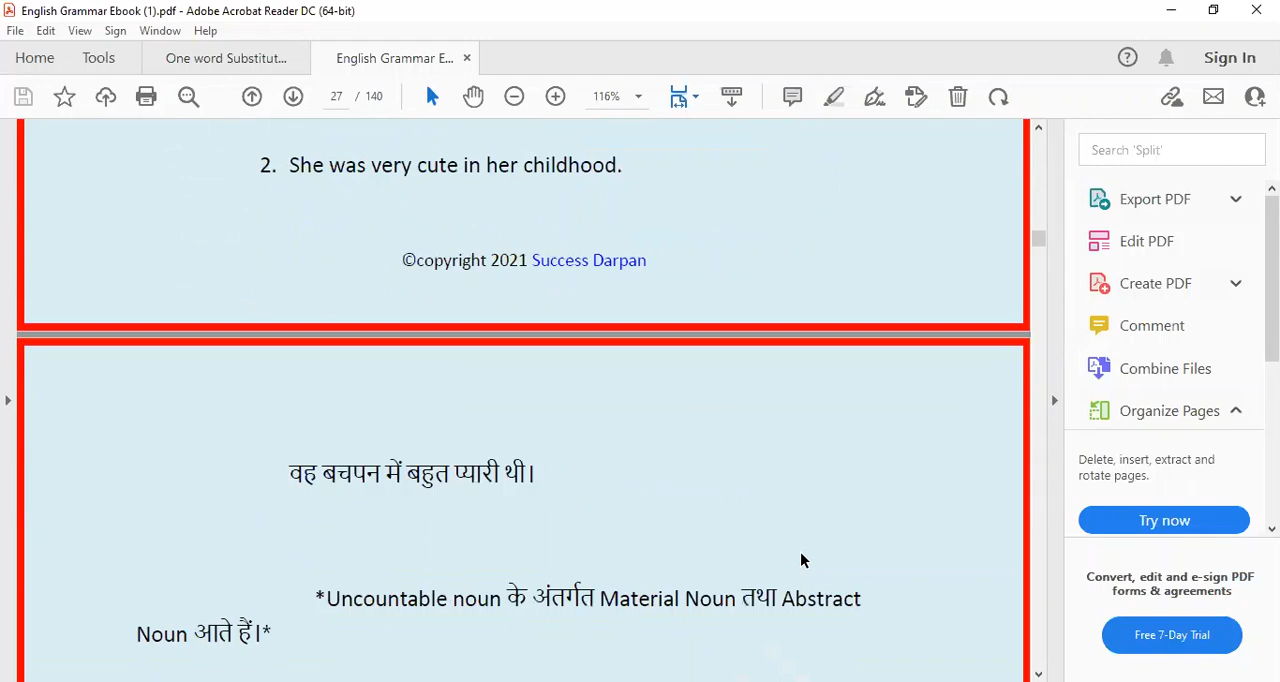 English Grammar Ebook (1).pdf - Adobe Acrobat Reader DC (64-bit)
File Edit View Sign Window Help
Home Tools One word Substitut... English Grammar E... × Sign In
27 / 140 116%
2. She was very cute in her childhood.
©copyright 2021 Success Darpan
वह बचपन में बहुत प्यारी थी।
*Uncountable noun के अंतर्गत Material Noun तथा Abstract
Noun आते हैं।*
Search 'Split'
Export PDF
Edit PDF
Create PDF
Comment
Combine Files
Organize Pages
Delete, insert, extract and
rotate pages.
Try now
Convert, edit and e-sign PDF
forms & agreements
Free 7-Day Trial